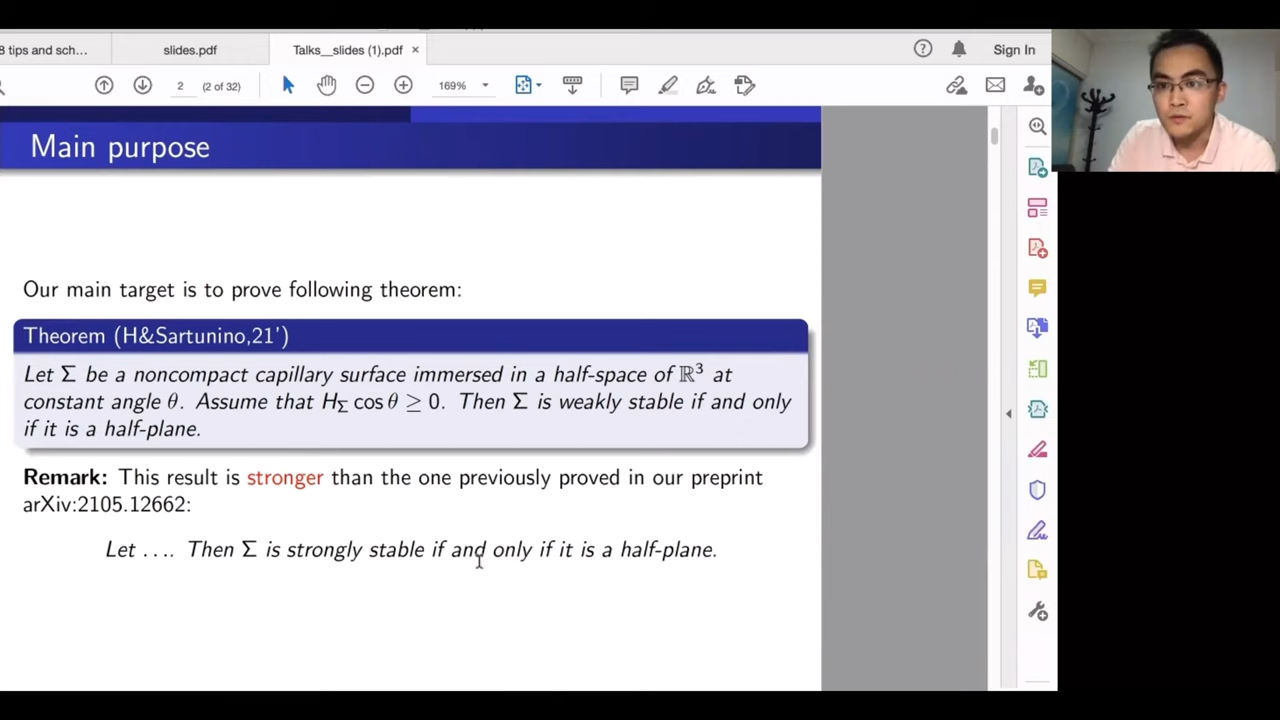 8 tips and sch...
slides.pdf
Talks__slides (1).pdf ×
Sign In
2
(2 of 32)
169%
Main purpose
Our main target is to prove following theorem:
Theorem (H&Sartunino,21')
Let Σ be a noncompact capillary surface immersed in a half-space of ℝ³ at
constant angle θ. Assume that H_Σ cos θ ≥ 0. Then Σ is weakly stable if and only
if it is a half-plane.
Remark: This result is stronger than the one previously proved in our preprint
arXiv:2105.12662:
Let .... Then Σ is strongly stable if and only if it is a half-plane.